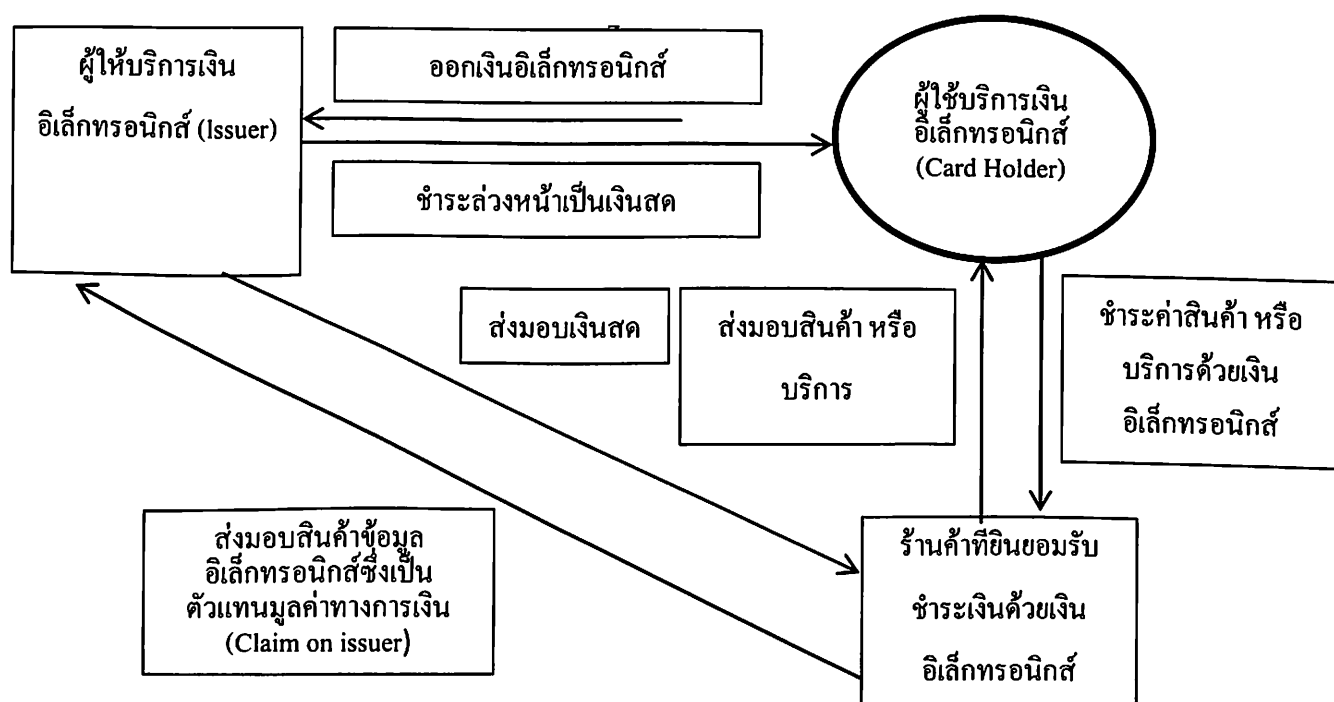 ผู้ให้บริการเงิน
อิเล็กทรอนิกส์ (Issuer)
ออกเงินอิเล็กทรอนิกส์
ชำระล่วงหน้าเป็นเงินสด
ผู้ใช้บริการเงิน
อิเล็กทรอนิกส์
(Card Holder)
ส่งมอบเงินสด
ส่งมอบสินค้า หรือ
บริการ
ชำระค่าสินค้า หรือ
บริการด้วยเงิน
อิเล็กทรอนิกส์
ส่งมอบสินค้าข้อมูล
อิเล็กทรอนิกส์ซึ่งเป็น
ตัวแทนมูลค่าทางการเงิน
(Claim on issuer)
ร้านค้าที่ยินยอมรับ
ชำระเงินด้วยเงิน
อิเล็กทรอนิกส์